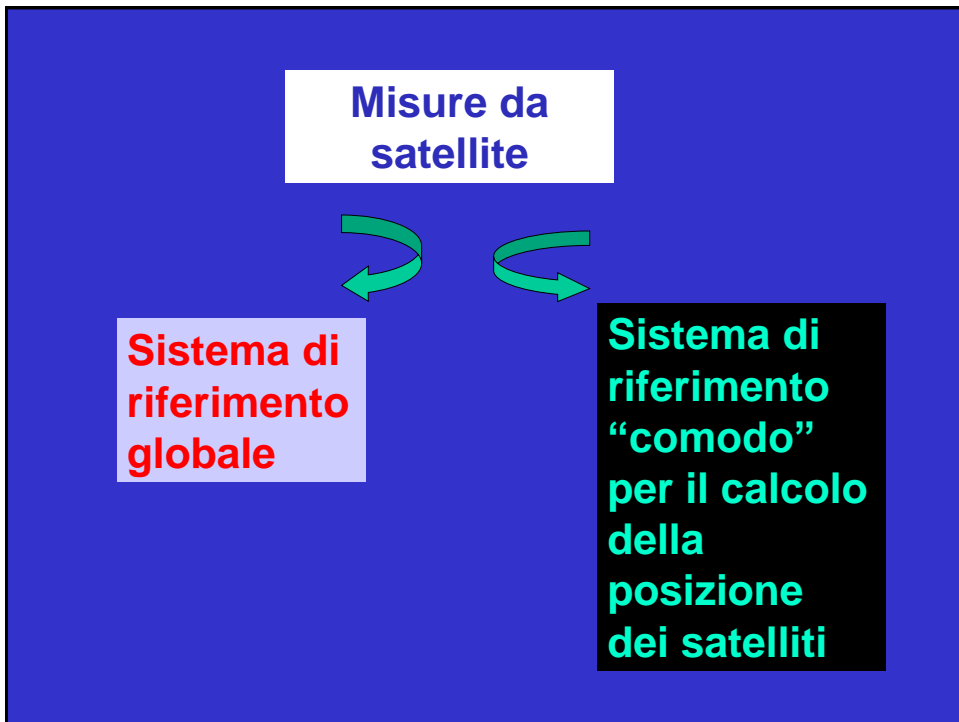 Misure da
satellite
Sistema di
riferimento
globale
Sistema di
riferimento
“comodo”
per il calcolo
della
posizione
dei satelliti